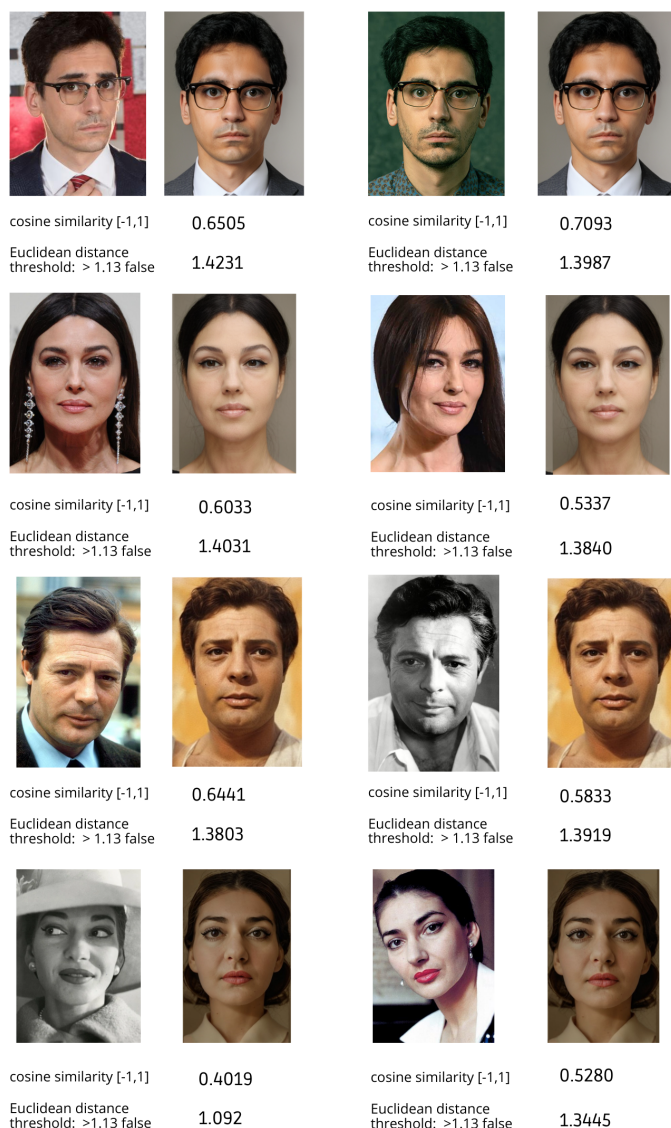 cosine similarity [-1,1] 0.6505
Euclidean distance
threshold: > 1.13 false 1.4231
cosine similarity [-1,1] 0.7093
Euclidean distance
threshold: > 1.13 false 1.3987
cosine similarity [-1,1] 0.6033
Euclidean distance
threshold: >1.13 false 1.4031
cosine similarity [-1,1] 0.5337
Euclidean distance
threshold: >1.13 false 1.3840
cosine similarity [-1,1] 0.6441
Euclidean distance
threshold: > 1.13 false 1.3803
cosine similarity [-1,1] 0.5833
Euclidean distance
threshold: > 1.13 false 1.3919
cosine similarity [-1,1] 0.4019
Euclidean distance
threshold: >1.13 false 1.092
cosine similarity [-1,1] 0.5280
Euclidean distance
threshold: >1.13 false 1.3445